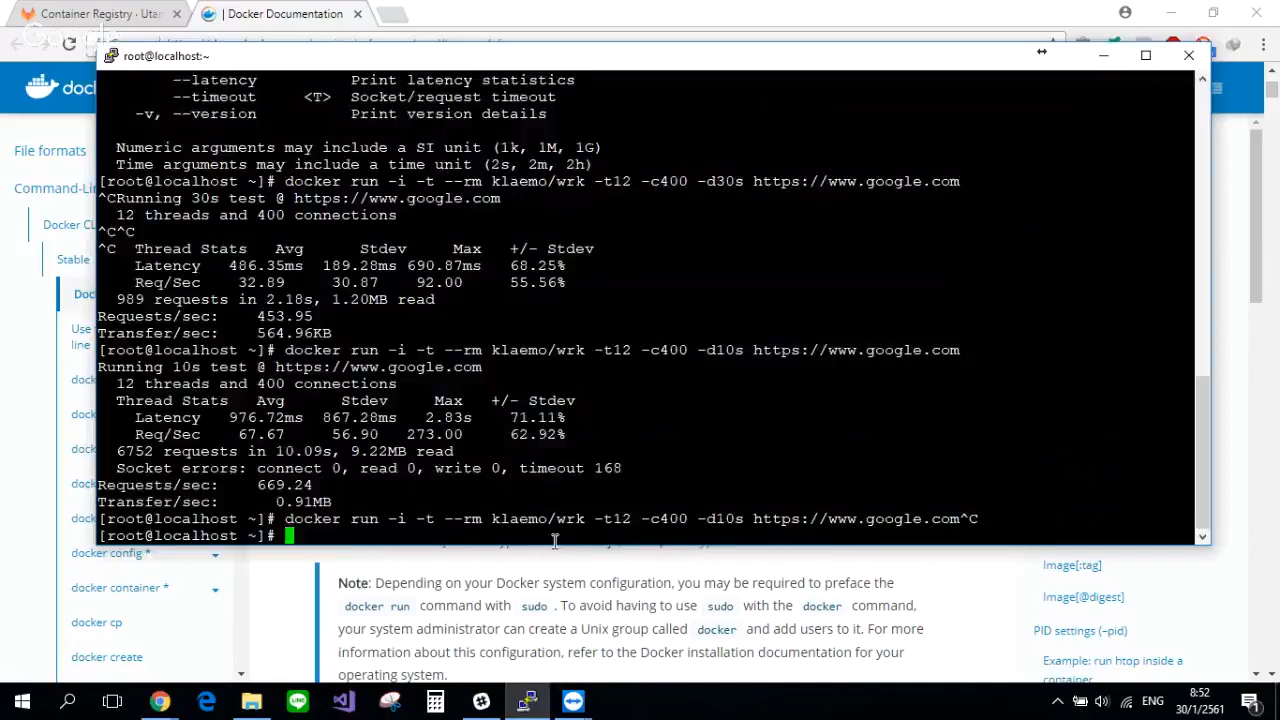 Container Registry · Utan
Docker Documentation
root@localhost:~
--latency Print latency statistics
--timeout <T> Socket/request timeout
-v, --version Print version details
Numeric arguments may include a SI unit (1k, 1M, 1G)
Time arguments may include a time unit (2s, 2m, 2h)
[root@localhost ~]# docker run -i -t --rm klaemo/wrk -t12 -c400 -d30s https://www.google.com
^CRunning 30s test @ https://www.google.com
12 threads and 400 connections
^C^C
^C Thread Stats Avg Stdev Max +/- Stdev
Latency 486.35ms 189.28ms 690.87ms 68.25%
Req/Sec 32.89 30.87 92.00 55.56%
989 requests in 2.18s, 1.20MB read
Requests/sec: 453.95
Transfer/sec: 564.96KB
[root@localhost ~]# docker run -i -t --rm klaemo/wrk -t12 -c400 -d10s https://www.google.com
Running 10s test @ https://www.google.com
12 threads and 400 connections
Thread Stats Avg Stdev Max +/- Stdev
Latency 976.72ms 867.28ms 2.83s 71.11%
Req/Sec 67.67 56.90 273.00 62.92%
6752 requests in 10.09s, 9.22MB read
Socket errors: connect 0, read 0, write 0, timeout 168
Requests/sec: 669.24
Transfer/sec: 0.91MB
[root@localhost ~]# docker run -i -t --rm klaemo/wrk -t12 -c400 -d10s https://www.google.com^C
[root@localhost ~]#
doc
File formats
Command-Lin
Docker CL
Stable
Doc
Use
line
dock
dock
dock
dock
dock
docker config *
docker container *
docker cp
docker create
Note: Depending on your Docker system configuration, you may be required to preface the
docker run command with sudo . To avoid having to use sudo with the docker command,
your system administrator can create a Unix group called docker and add users to it. For more
information about this configuration, refer to the Docker installation documentation for your
operating system.
Image[:tag]
Image[@digest]
PID settings (–pid)
Example: run htop inside a
container
ENG
8:52
30/1/2561